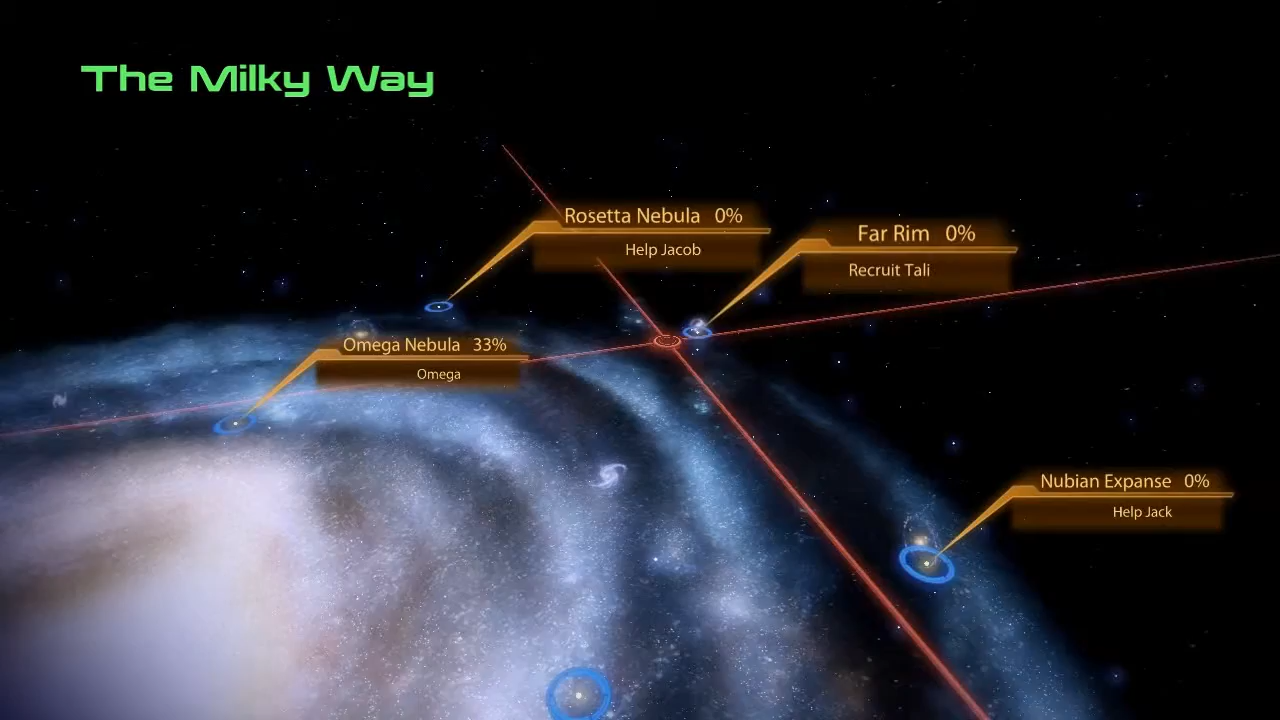 The Milky Way
Rosetta Nebula 0%
Help Jacob
Far Rim 0%
Recruit Tali
Omega Nebula 33%
Omega
Nubian Expanse 0%
Help Jack